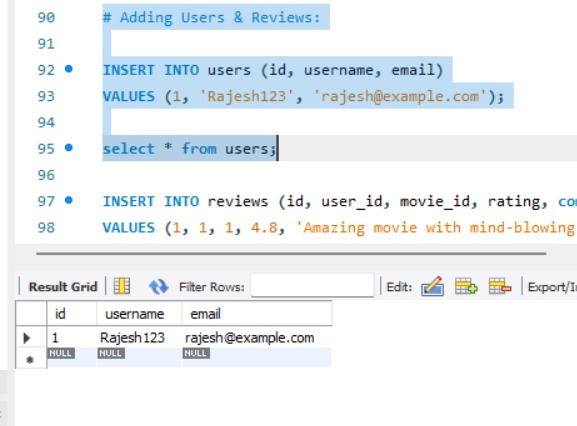 90 # Adding Users & Reviews:
91
92 INSERT INTO users (id, username, email)
93 VALUES (1, 'Rajesh123', 'rajesh@example.com');
94
95 select * from users;
96
97 INSERT INTO reviews (id, user_id, movie_id, rating,
98 VALUES (1, 1, 1, 4.8, 'Amazing movie with mind-blowing
Result Grid Filter Rows: Edit:
id username email
1 Rajesh123 rajesh@example.com
NULL NULL NULL